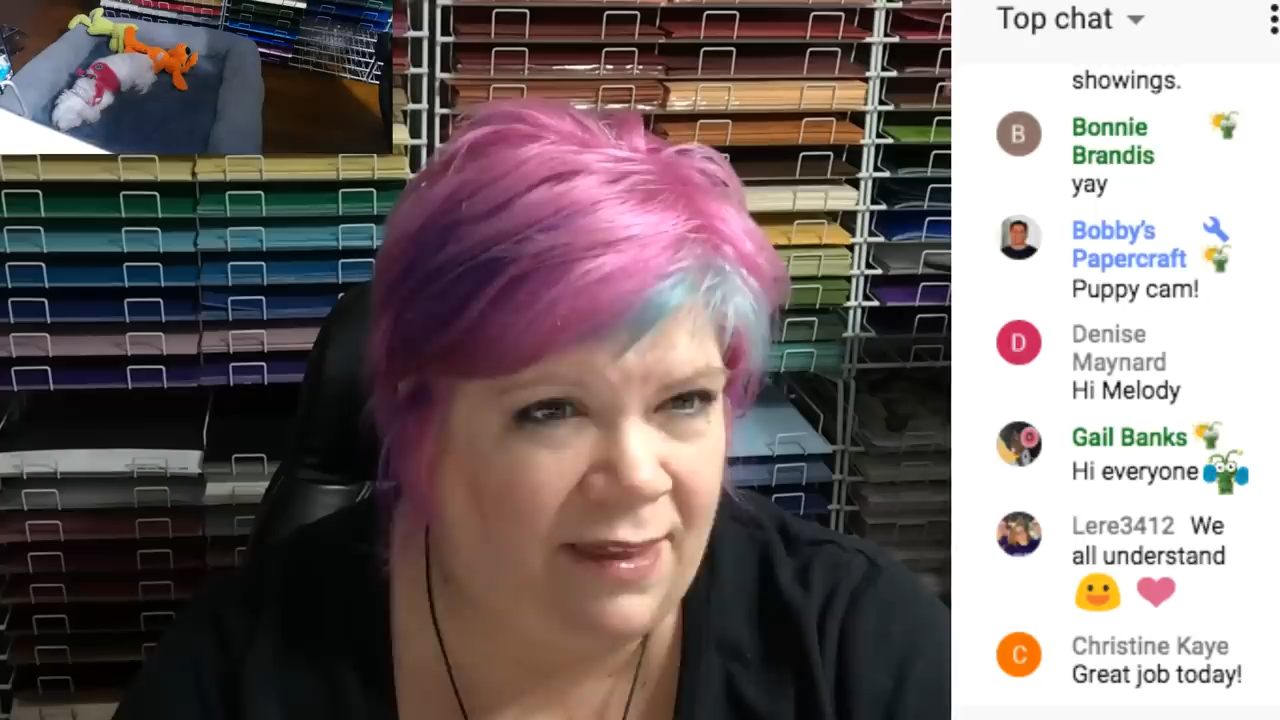 Top chat
showings.
B
Bonnie
Brandis
yay
Bobby's
Papercraft
Puppy cam!
D
Denise
Maynard
Hi Melody
Gail Banks
Hi everyone
Lere3412 We
all understand
C
Christine Kaye
Great job today!